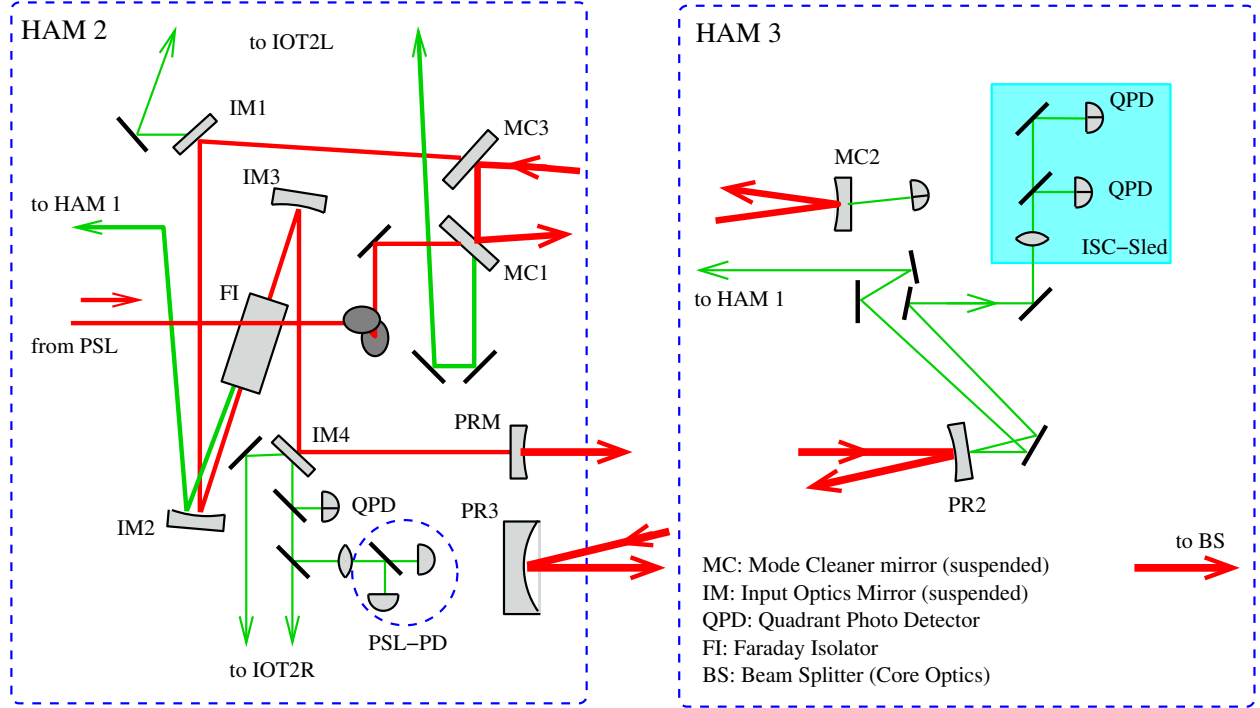 HAM 2
to IOT2L
IM1
MC3
IM3
to HAM 1
MC1
FI
from PSL
IM4
PRM
QPD
IM2
PR3
PSL-PD
to IOT2R
HAM 3
QPD
MC2
QPD
ISC-Sled
to HAM 1
PR2
to BS
MC: Mode Cleaner mirror (suspended)
IM: Input Optics Mirror (suspended)
QPD: Quadrant Photo Detector
FI: Faraday Isolator
BS: Beam Splitter (Core Optics)